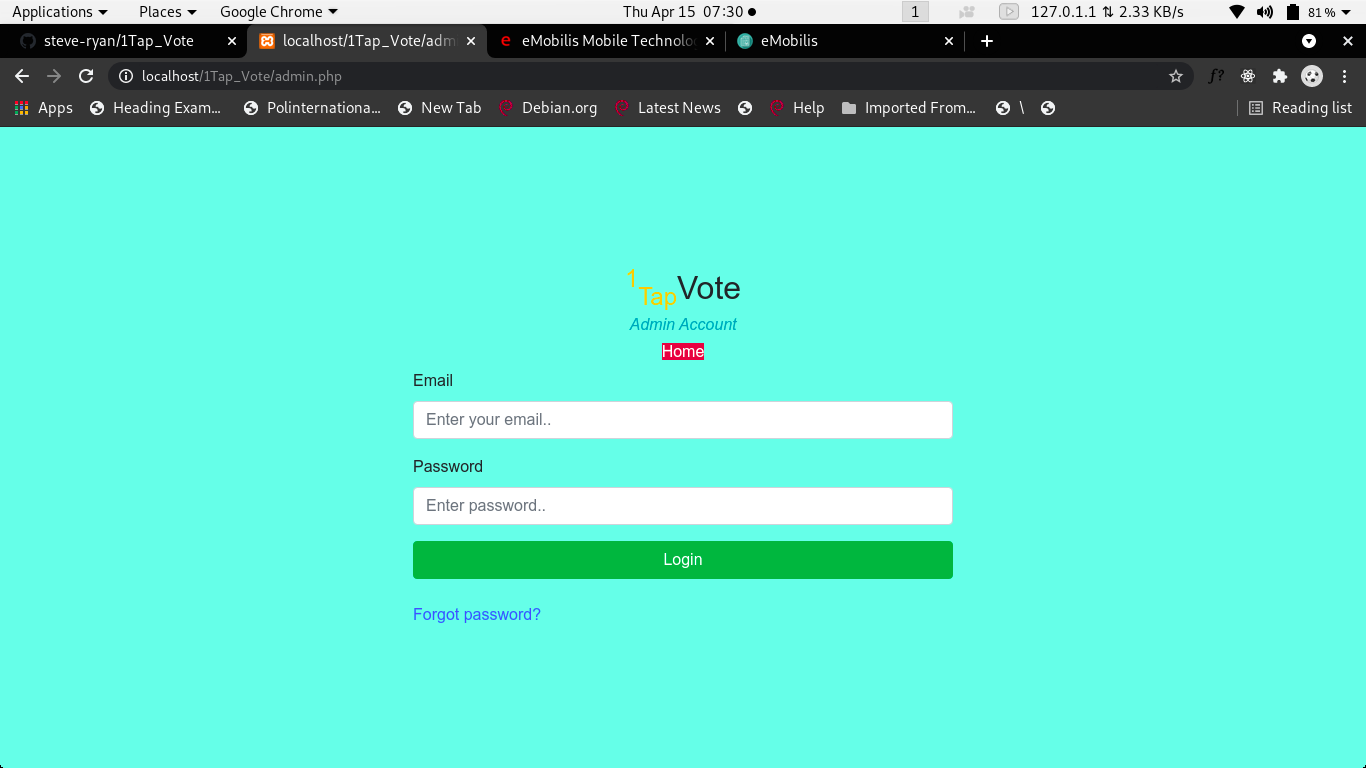 Applications Places Google Chrome Thu Apr 15 07:30 1 127.0.1.1 ⇅ 2.33 KB/s 81%
steve-ryan/1Tap_Vote localhost/1Tap_Vote/adm eMobilis Mobile Technolo eMobilis
localhost/1Tap_Vote/admin.php f?
Apps Heading Exam... Polinternationa... New Tab Debian.org Latest News Help Imported From... \ Reading list
1TapVote
Admin Account
Home
Email
Enter your email..
Password
Enter password..
Login
Forgot password?